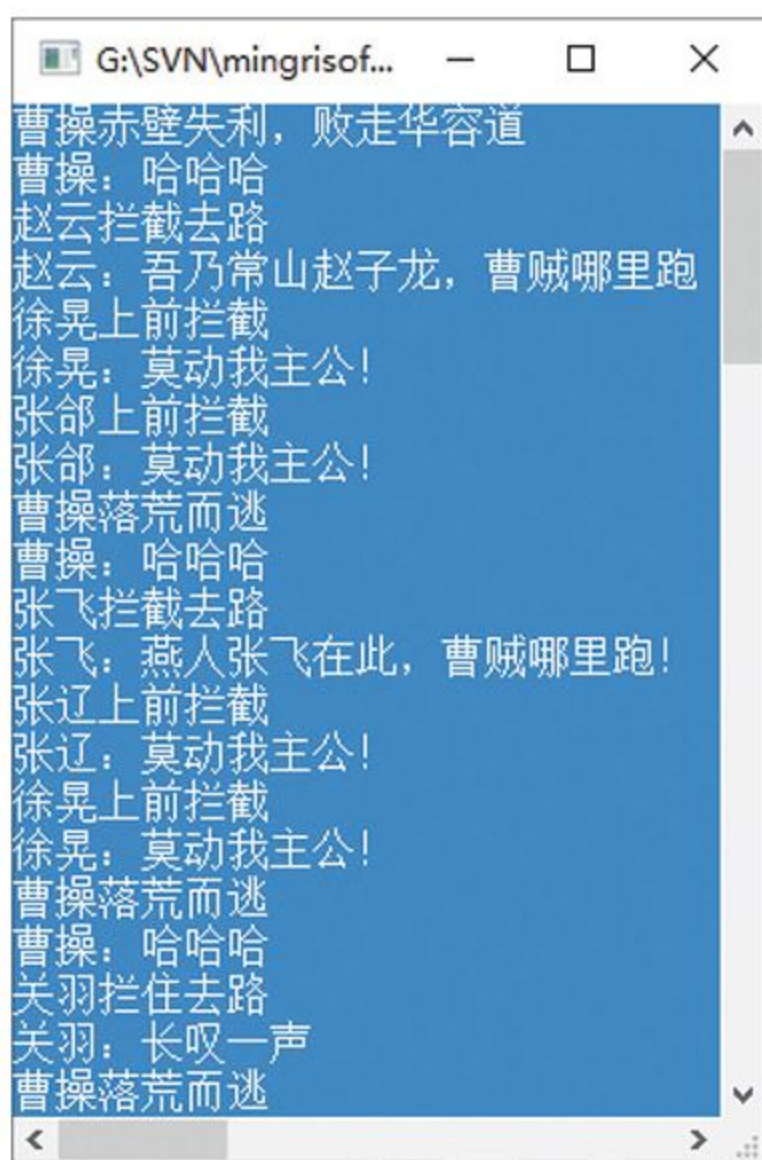 G:\SVN\mingrisof...
曹操赤壁失利，败走华容道
曹操：哈哈哈
赵云拦截去路
赵云：吾乃常山赵子龙，曹贼哪里跑
徐晃上前拦截
徐晃：莫动我主公！
张郃上前拦截
张郃：莫动我主公！
曹操落荒而逃
曹操：哈哈哈
张飞拦截去路
张飞：燕人张飞在此，曹贼哪里跑！
张辽上前拦截
张辽：莫动我主公！
徐晃上前拦截
徐晃：莫动我主公！
曹操落荒而逃
曹操：哈哈哈
关羽拦住去路
关羽：长叹一声
曹操落荒而逃